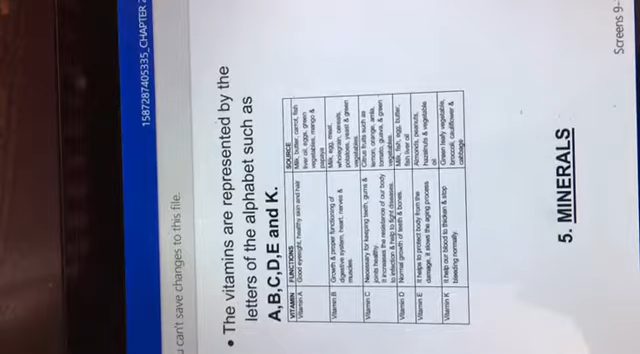 1587287405335_CHAPTER
u can't save changes to this file.
• The vitamins are represented by the
letters of the alphabet such as
A,B,C,D,E and K.
VITAMIN FUNCTIONS SOURCE
Vitamin A Good eyesight, healthy skin and hair Milk, butter, carrot, fish
liver oil, eggs, green
vegetables, mango &
papaya
Vitamin B Growth & proper functioning of Milk, egg, meat,
digestive system, heart, nerves & wholegrain, cereals,
muscles. potatoes, yeast & green
vegetables.
Vitamin C Necessary for keeping teeth, gums & Citrus fruits such as
joints healthy. lemon, orange, amla,
It increases the resistance of our body tomato, guava, & green
to infection & help to fight diseases. vegetables
Vitamin D Normal growth of teeth & bones. Milk, fish, egg, butter,
fish liver oil
Vitamin E It helps to protect body from the Almonds, peanuts,
damage, it slows the aging process hazelnuts & vegetable
oil
Vitamin K It help our blood to thicken & stop Green leafy vegetable,
bleeding normally. broccoli, cauliflower &
cabbage
5. MINERALS
Screens 9-